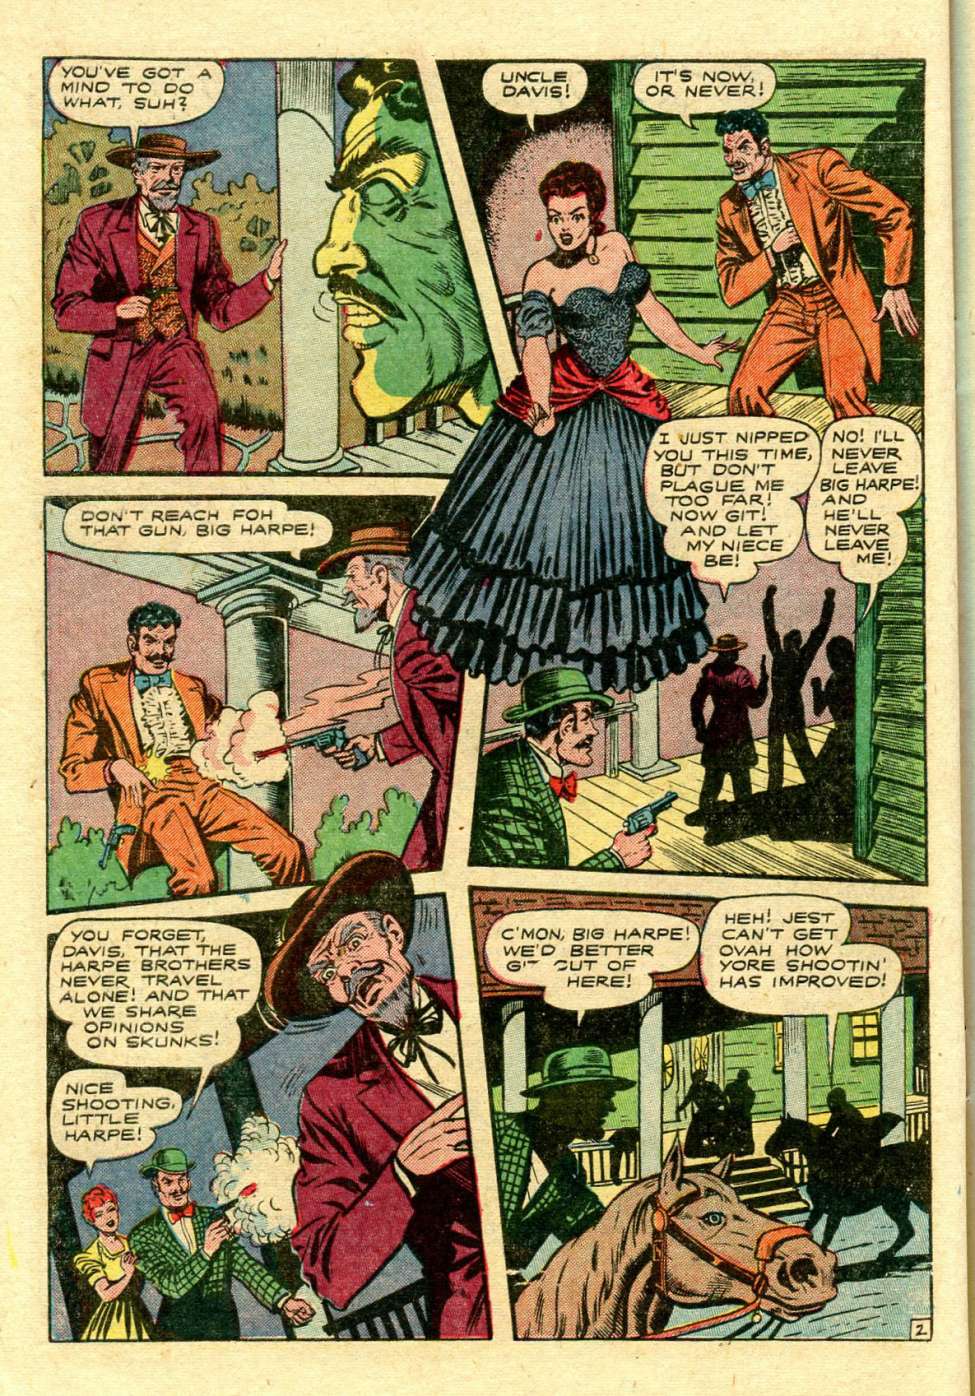 YOU'VE GOT A
MIND TO DO
WHAT, SUH?
UNCLE
DAVIS!
IT'S NOW,
OR NEVER!
DON'T REACH FOH
THAT GUN, BIG HARPE!
I JUST NIPPED
YOU THIS TIME,
BUT DON'T
PLAGUE ME
TOO FAR!
NOW GIT!
AND LET
MY NIECE
BE!
NO! I'LL
NEVER
LEAVE
BIG HARPE!
AND
HE'LL
NEVER
LEAVE
ME!
YOU FORGET,
DAVIS, THAT THE
HARPE BROTHERS
NEVER TRAVEL
ALONE! AND THAT
WE SHARE
OPINIONS
ON SKUNKS!
NICE
SHOOTING,
LITTLE
HARPE!
C'MON, BIG HARPE!
WE'D BETTER
GIT OUT OF
HERE!
HEH! JEST
CAN'T GET
OVAH HOW
YORE SHOOTIN'
HAS IMPROVED!
2